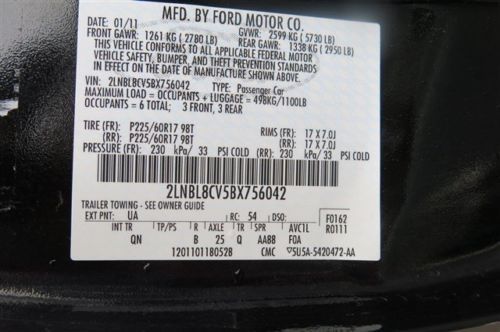 MFD. BY FORD MOTOR CO.
DATE: 01/11 GVWR: 2599 KG ( 5730 LB)
FRONT GAWR: 1261 KG ( 2780 LB) REAR GAWR: 1338 KG ( 2950 LB)
THIS VEHICLE CONFORMS TO ALL APPLICABLE FEDERAL MOTOR
VEHICLE SAFETY, BUMPER, AND THEFT PREVENTION STANDARDS
IN EFFECT ON THE DATE OF MANUFACTURE SHOWN ABOVE.
VIN: 2LNBL8CV5BX756042 TYPE: Passenger Car
MAXIMUM LOAD = OCCUPANTS + LUGGAGE = 498KG/1100LB
OCCUPANTS = 6 TOTAL; 3 FRONT, 3 REAR
TIRE (FR): P225/60R17 98T RIMS (FR): 17 X 7.0J
(RR): P225/60R17 98T (RR): 17 X 7.0J
PRESSURE (FR): 230 kPa/ 33 PSI COLD (RR): 230 kPa/ 33 PSI COLD
2LNBL8CV5BX756042
TRAILER TOWING - SEE OWNER GUIDE
EXT PNT: UA RC: 54 DSO: F0162
INT TR TP/PS R AXLE TR SPR AVC1L R0111
QN B 25 Q AA88 FOA
1201101180528 CMC 5U5A-5420472-AA